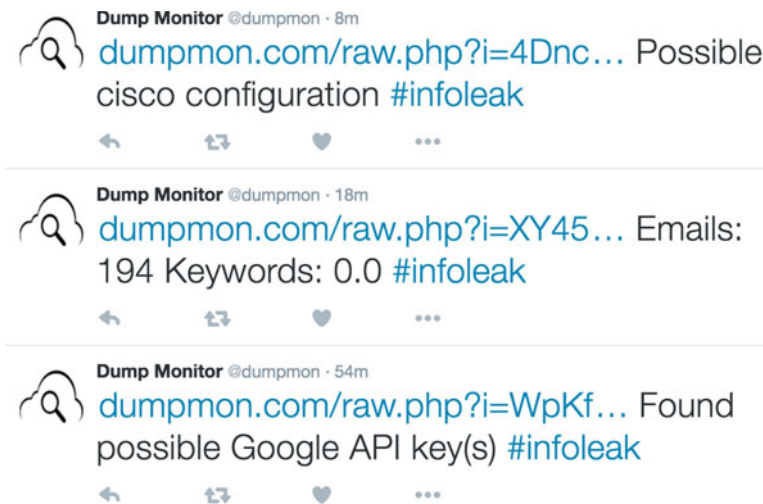 Dump Monitor @dumpmon · 8m
dumpmon.com/raw.php?i=4Dnc... Possible
cisco configuration #infoleak
Dump Monitor @dumpmon · 18m
dumpmon.com/raw.php?i=XY45... Emails:
194 Keywords: 0.0 #infoleak
Dump Monitor @dumpmon · 54m
dumpmon.com/raw.php?i=WpKf... Found
possible Google API key(s) #infoleak